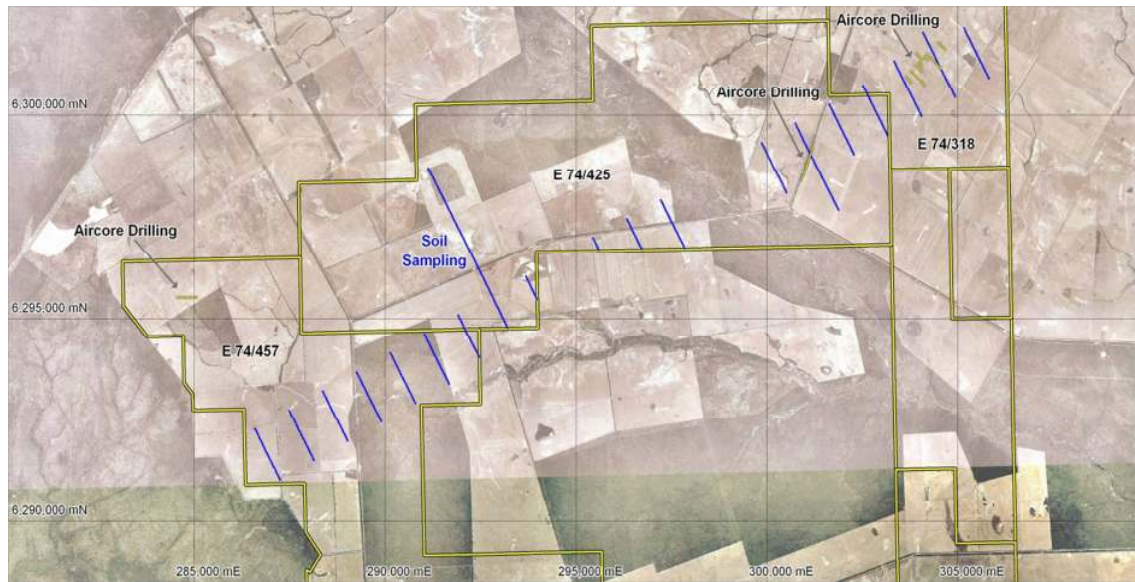 Aircore Drilling
6,300,000 mN
Aircore Drilling
E 74/318
E 74/425
Aircore Drilling
Soil
Sampling
6,295,000 mN
E 74/457
6,290,000 mN
285,000 mE
290,000 mE
295,000 mE
300,000 mE
305,000 mE